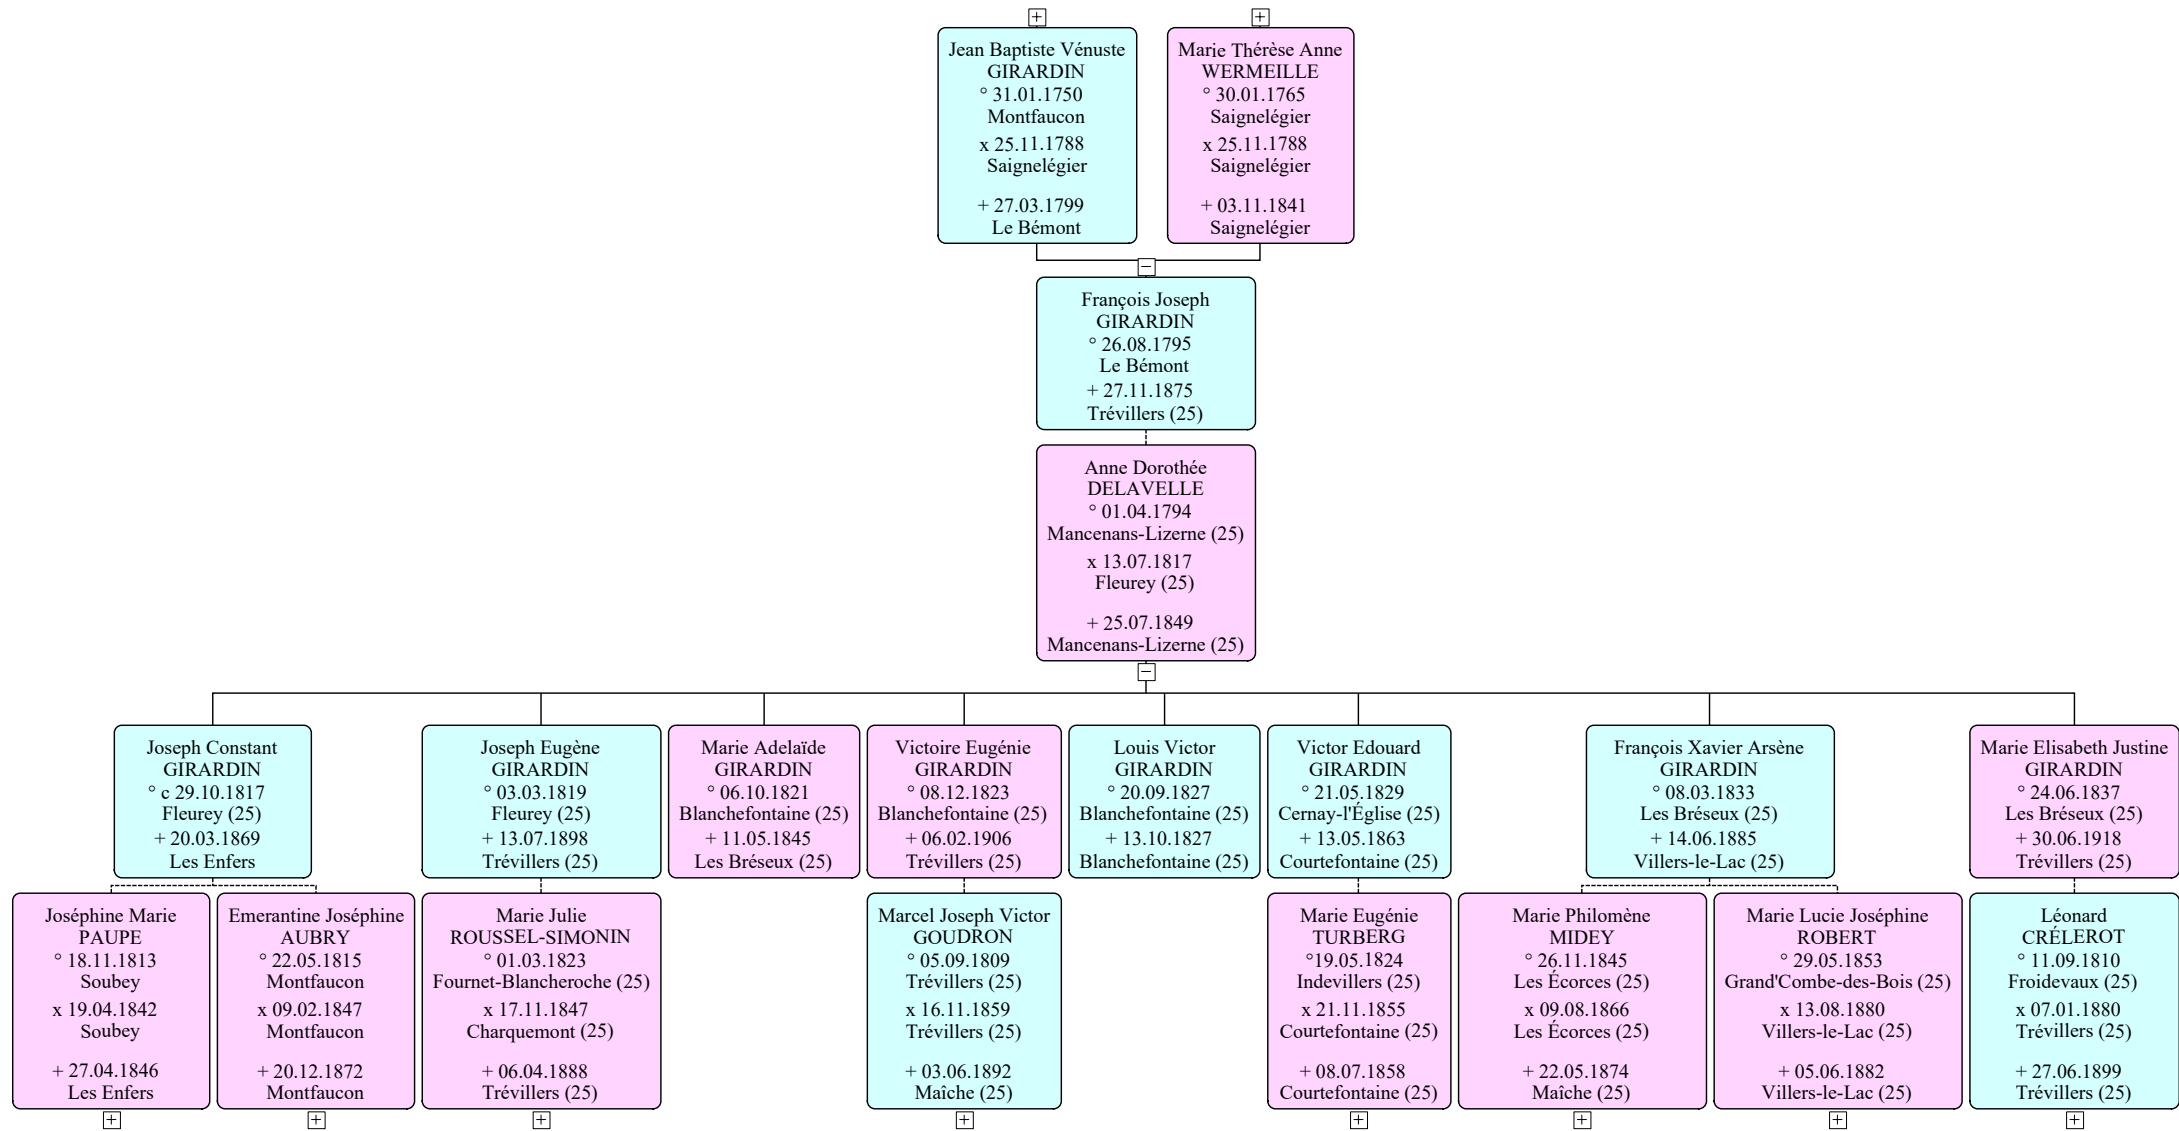 Jean Baptiste Vénuste
GIRARDIN
° 31.01.1750
Montfaucon
x 25.11.1788
Saignelégier
+ 27.03.1799
Le Bémont
Marie Thérèse Anne
WERMEILLE
° 30.01.1765
Saignelégier
x 25.11.1788
Saignelégier
+ 03.11.1841
Saignelégier
François Joseph
GIRARDIN
° 26.08.1795
Le Bémont
+ 27.11.1875
Trévillers (25)
Anne Dorothée
DELAVELLE
° 01.04.1794
Mancenans-Lizerne (25)
x 13.07.1817
Fleurey (25)
+ 25.07.1849
Mancenans-Lizerne (25)
Joseph Constant
GIRARDIN
° c 29.10.1817
Fleurey (25)
+ 20.03.1869
Les Enfers
Joseph Eugène
GIRARDIN
° 03.03.1819
Fleurey (25)
+ 13.07.1898
Trévillers (25)
Marie Adelaïde
GIRARDIN
° 06.10.1821
Blanchefontaine (25)
+ 11.05.1845
Les Bréseux (25)
Victoire Eugénie
GIRARDIN
° 08.12.1823
Blanchefontaine (25)
+ 06.02.1906
Trévillers (25)
Louis Victor
GIRARDIN
° 20.09.1827
Blanchefontaine (25)
+ 13.10.1827
Blanchefontaine (25)
Victor Edouard
GIRARDIN
° 21.05.1829
Cernay-l'Église (25)
+ 13.05.1863
Courtefontaine (25)
François Xavier Arsène
GIRARDIN
° 08.03.1833
Les Bréseux (25)
+ 14.06.1885
Villers-le-Lac (25)
Marie Elisabeth Justine
GIRARDIN
° 24.06.1837
Les Bréseux (25)
+ 30.06.1918
Trévillers (25)
Joséphine Marie
PAUPE
° 18.11.1813
Soubey
x 19.04.1842
Soubey
+ 27.04.1846
Les Enfers
Emerantine Joséphine
AUBRY
° 22.05.1815
Montfaucon
x 09.02.1847
Montfaucon
+ 20.12.1872
Montfaucon
Marie Julie
ROUSSEL-SIMONIN
° 01.03.1823
Fournet-Blancheroche (25)
x 17.11.1847
Charquemont (25)
+ 06.04.1888
Trévillers (25)
Marcel Joseph Victor
GOUDRON
° 05.09.1809
Trévillers (25)
x 16.11.1859
Trévillers (25)
+ 03.06.1892
Maîche (25)
Marie Eugénie
TURBERG
°19.05.1824
Indevillers (25)
x 21.11.1855
Courtefontaine (25)
+ 08.07.1858
Courtefontaine (25)
Marie Philomène
MIDEY
° 26.11.1845
Les Écorces (25)
x 09.08.1866
Les Écorces (25)
+ 22.05.1874
Maîche (25)
Marie Lucie Joséphine
ROBERT
° 29.05.1853
Grand'Combe-des-Bois (25)
x 13.08.1880
Villers-le-Lac (25)
+ 05.06.1882
Villers-le-Lac (25)
Léonard
CRÉLEROT
° 11.09.1810
Froidevaux (25)
x 07.01.1880
Trévillers (25)
+ 27.06.1899
Trévillers (25)